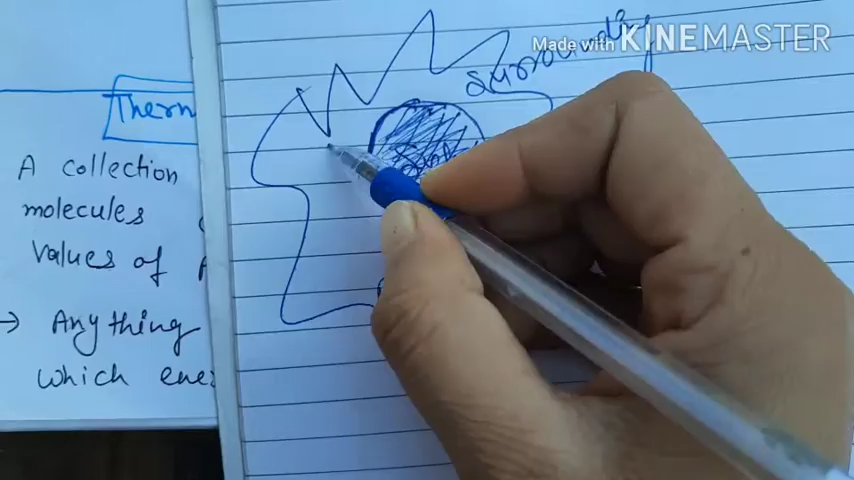 Made with KINEMASTER
surrounding
Therm
A collection
molecules
Values of
→ Anything
which ene